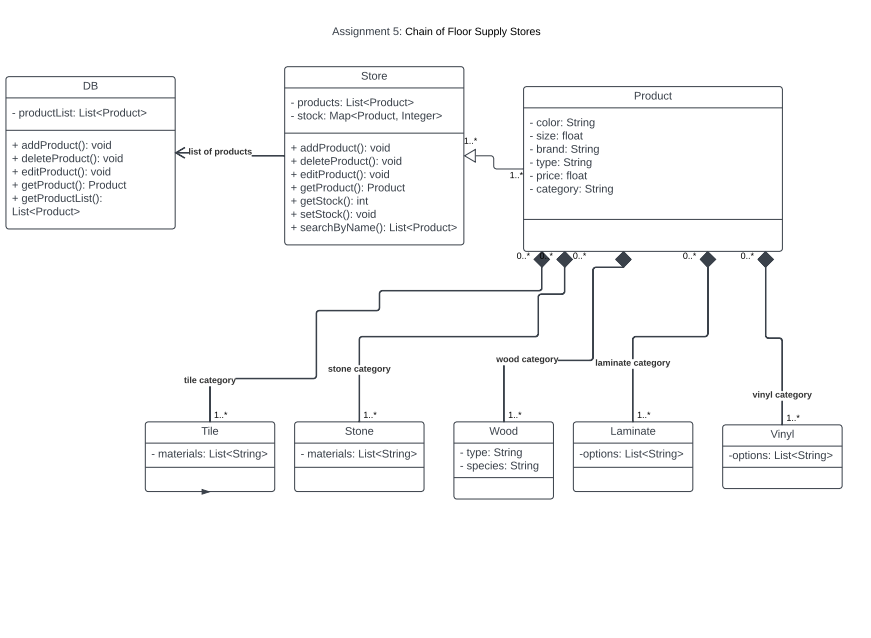 Assignment 5: Chain of Floor Supply Stores
DB
- productList: List<Product>
+ addProduct(): void
+ deleteProduct(): void
+ editProduct(): void
+ getProduct(): Product
+ getProductList():
List<Product>
list of products
Store
- products: List<Product>
- stock: Map<Product, Integer>
+ addProduct(): void
+ deleteProduct(): void
+ editProduct(): void
+ getProduct(): Product
+ getStock(): int
+ setStock(): void
+ searchByName(): List<Product>
1..*
1..*
Product
- color: String
- size: float
- brand: String
- type: String
- price: float
- category: String
0..*
0..*
0..*
0..*
0..*
tile category
stone category
wood category
laminate category
vinyl category
1..*
1..*
1..*
1..*
1..*
Tile
- materials: List<String>
Stone
- materials: List<String>
Wood
- type: String
- species: String
Laminate
-options: List<String>
Vinyl
-options: List<String>